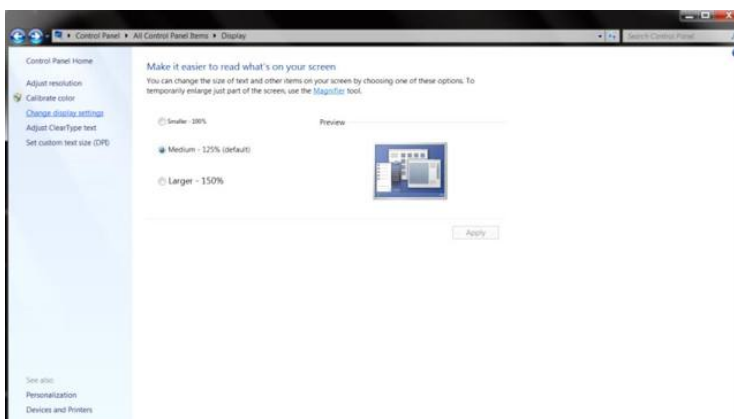 Control Panel ▸ All Control Panel Items ▸ Display
Search Control Panel
Control Panel Home
Adjust resolution
Calibrate color
Change display settings
Adjust ClearType text
Set custom text size (DPI)
Make it easier to read what's on your screen
You can change the size of text and other items on your screen by choosing one of these options. To
temporarily enlarge just part of the screen, use the Magnifier tool.
Smaller - 100%
Preview
Medium - 125% (default)
Larger - 150%
Apply
See also
Personalization
Devices and Printers